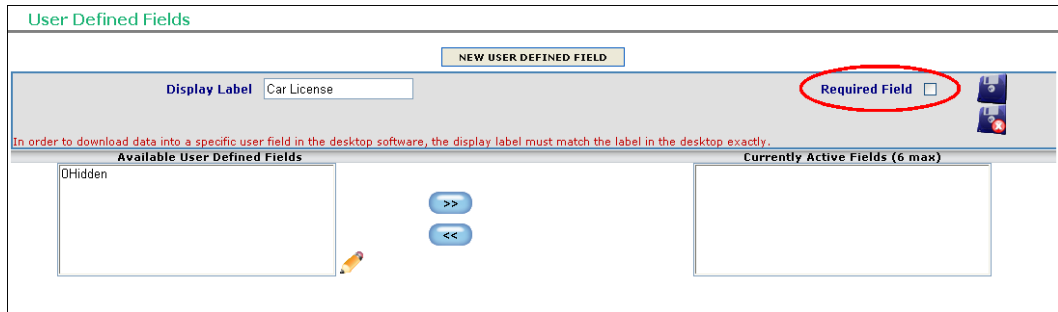 User Defined Fields
NEW USER DEFINED FIELD
Display Label Car License Required Field
In order to download data into a specific user field in the desktop software, the display label must match the label in the desktop exactly.
Available User Defined Fields Currently Active Fields (6 max)
0Hidden
>>
<<